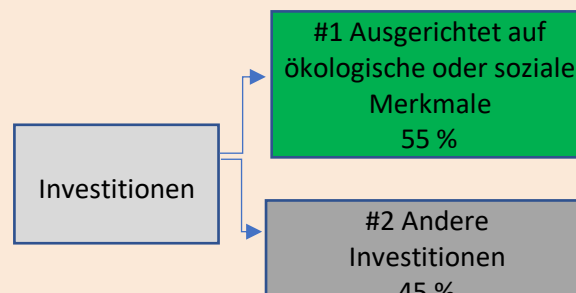 #1 Ausgerichtet auf
ökologische oder soziale
Merkmale
55 %
Investitionen
#2 Andere
Investitionen
45 %